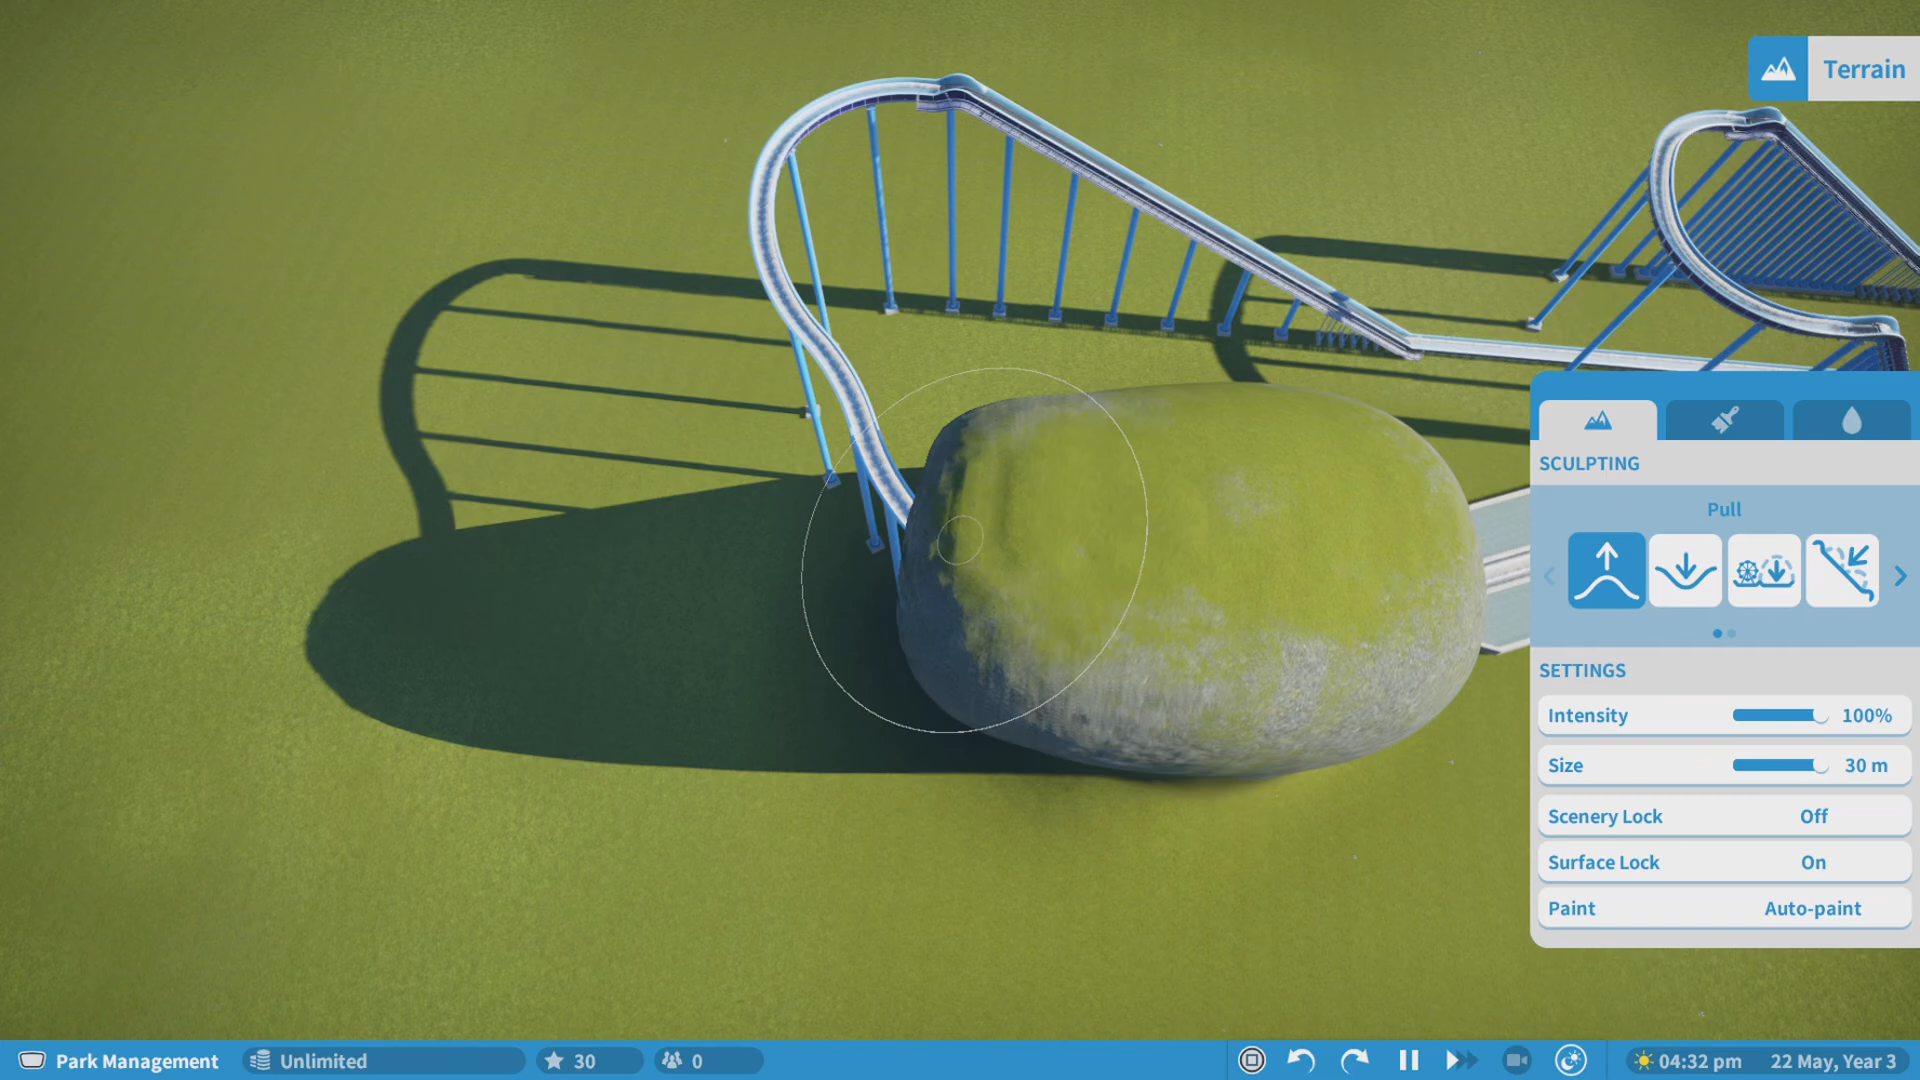 Terrain
SCULPTING
Pull
SETTINGS
Intensity 100%
Size 30 m
Scenery Lock Off
Surface Lock On
Paint Auto-paint
Park Management Unlimited 30 0 04:32 pm 22 May, Year 3